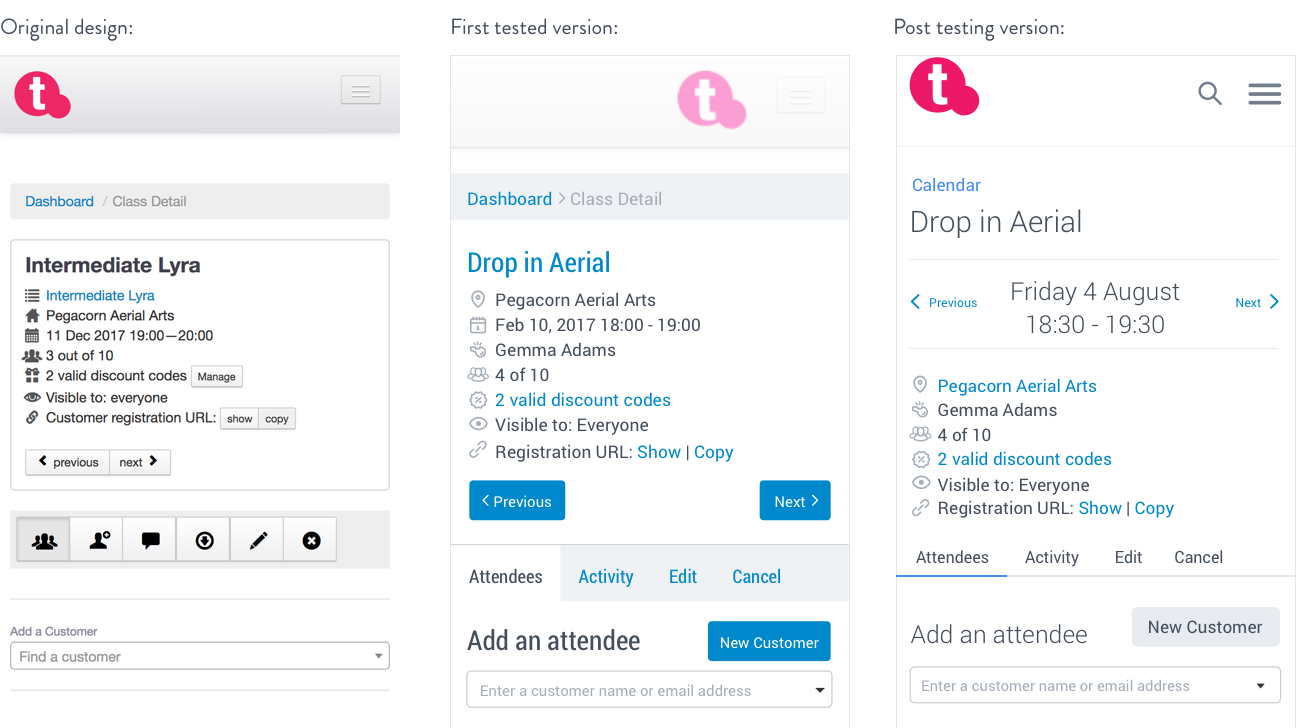 Original design:
t
Dashboard / Class Detail
Intermediate Lyra
Intermediate Lyra
Pegacorn Aerial Arts
11 Dec 2017 19:00—20:00
3 out of 10
2 valid discount codes Manage
Visible to: everyone
Customer registration URL: show copy
previous next
Add a Customer
Find a customer
First tested version:
t
Dashboard > Class Detail
Drop in Aerial
Pegacorn Aerial Arts
Feb 10, 2017 18:00 - 19:00
Gemma Adams
4 of 10
2 valid discount codes
Visible to: Everyone
Registration URL: Show | Copy
Previous Next
Attendees Activity Edit Cancel
Add an attendee New Customer
Enter a customer name or email address
Post testing version:
t
Calendar
Drop in Aerial
Previous Friday 4 August Next
18:30 - 19:30
Pegacorn Aerial Arts
Gemma Adams
4 of 10
2 valid discount codes
Visible to: Everyone
Registration URL: Show | Copy
Attendees Activity Edit Cancel
Add an attendee New Customer
Enter a customer name or email address